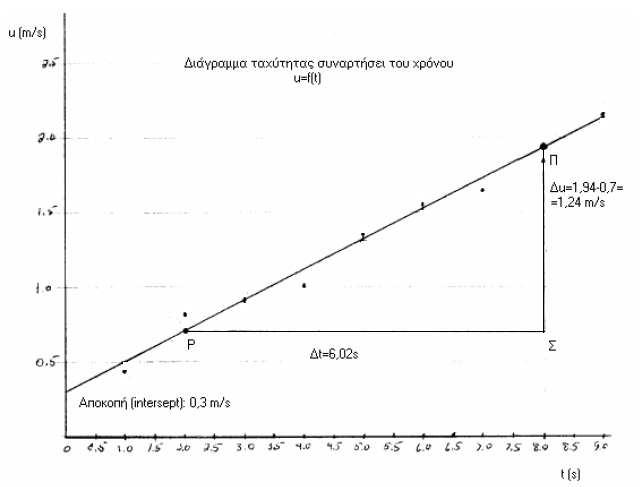 u (m/s)
Διάγραμμα ταχύτητας συναρτήσει του χρόνου
u=f(t)
2.5
2.0
Π
Δu=1,94-0,7=
=1,24 m/s
1.5
1.0
Ρ
Σ
Δt=6,02s
0.5
Αποκοπή (intersept): 0,3 m/s
0 0.5 1.0 1.5 2.0 2.5 3.0 3.5 4.0 4.5 5.0 5.5 6.0 6.5 7.0 7.5 8.0 8.5 9.0
t (s)